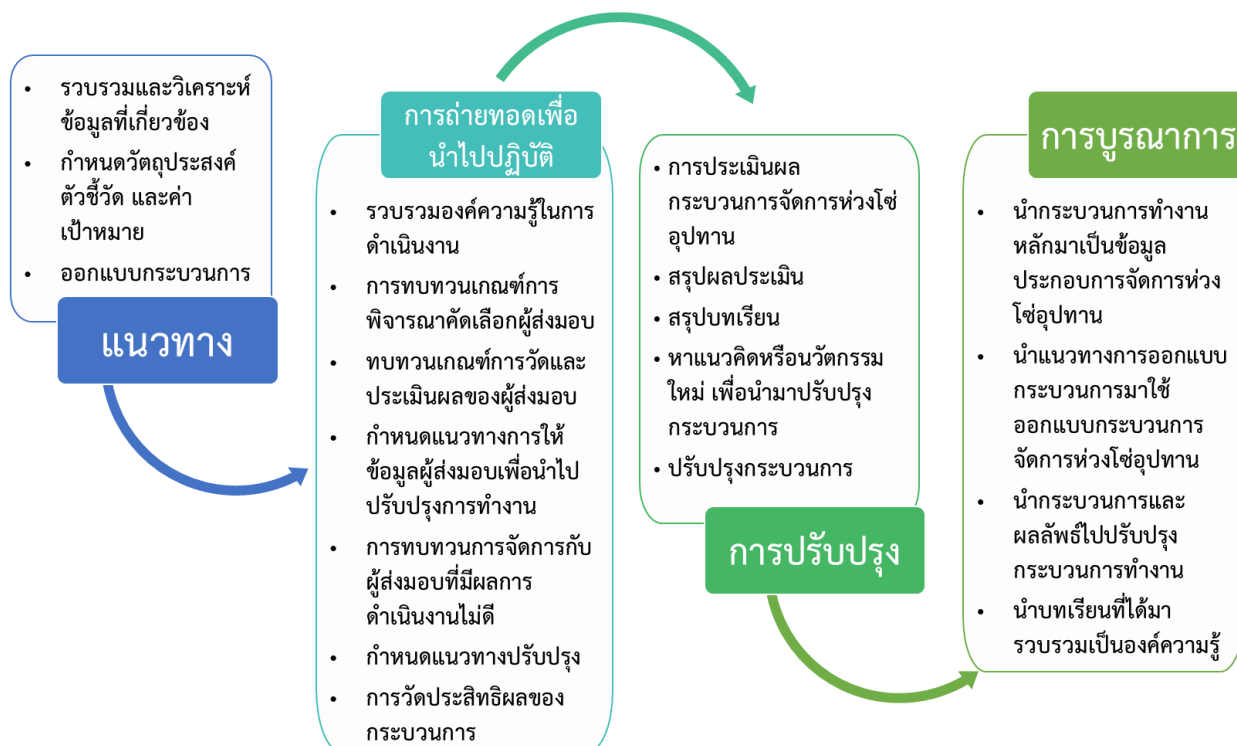 • รวบรวมและวิเคราะห์
ข้อมูลที่เกี่ยวข้อง
• กำหนดวัตถุประสงค์
ตัวชี้วัด และค่า
เป้าหมาย
• ออกแบบกระบวนการ
แนวทาง
การถ่ายทอดเพื่อ
นำไปปฏิบัติ
• รวบรวมองค์ความรู้ในการ
ดำเนินงาน
• การทบทวนเกณฑ์การ
พิจารณาคัดเลือกผู้ส่งมอบ
• ทบทวนเกณฑ์การวัดและ
ประเมินผลของผู้ส่งมอบ
• กำหนดแนวทางการให้
ข้อมูลผู้ส่งมอบเพื่อนำไป
ปรับปรุงการทำงาน
• การทบทวนการจัดการกับ
ผู้ส่งมอบที่มีผลการ
ดำเนินงานไม่ดี
• กำหนดแนวทางปรับปรุง
• การวัดประสิทธิผลของ
กระบวนการ
• การประเมินผล
กระบวนการจัดการห่วงโซ่
อุปทาน
• สรุปผลประเมิน
• สรุปบทเรียน
• หาแนวคิดหรือนวัตกรรม
ใหม่ เพื่อนำมาปรับปรุง
กระบวนการ
• ปรับปรุงกระบวนการ
การปรับปรุง
การบูรณาการ
• นำกระบวนการทำงาน
หลักมาเป็นข้อมูล
ประกอบการจัดการห่วง
โซ่อุปทาน
• นำแนวทางการออกแบบ
กระบวนการมาใช้
ออกแบบกระบวนการ
จัดการห่วงโซ่อุปทาน
• นำกระบวนการและ
ผลลัพธ์ไปปรับปรุง
กระบวนการทำงาน
• นำบทเรียนที่ได้มา
รวบรวมเป็นองค์ความรู้